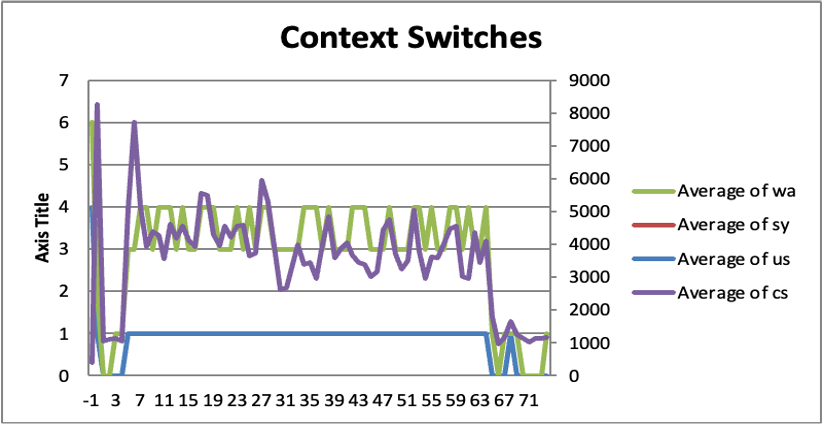 Context Switches
7
6
5
4
3
2
1
0
Axis Title
9000
8000
7000
6000
5000
4000
3000
2000
1000
0
-1 3 7 11 15 19 23 27 31 35 39 43 47 51 55 59 63 67 71
Average of wa
Average of sy
Average of us
Average of cs